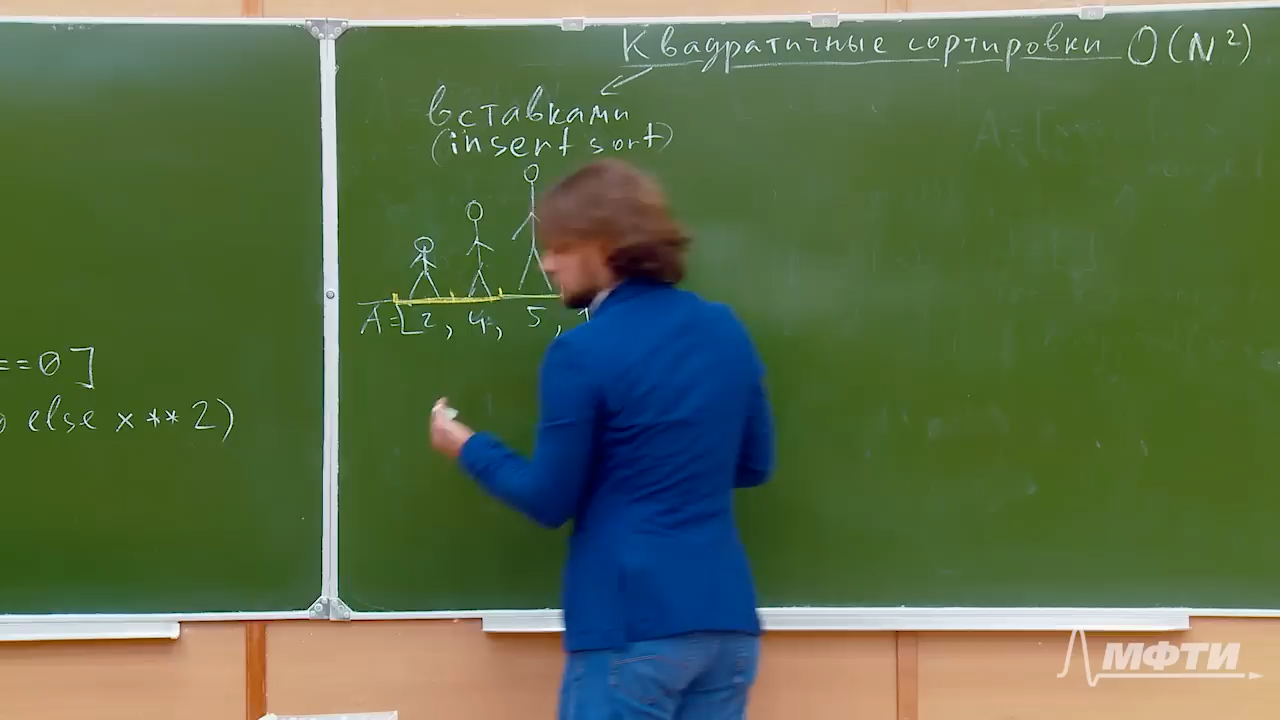 Квадратичные сортировки O(N²)
вставками
(insert sort)
A=[2, 4, 5,
==0]
else x**2)
МФТИ